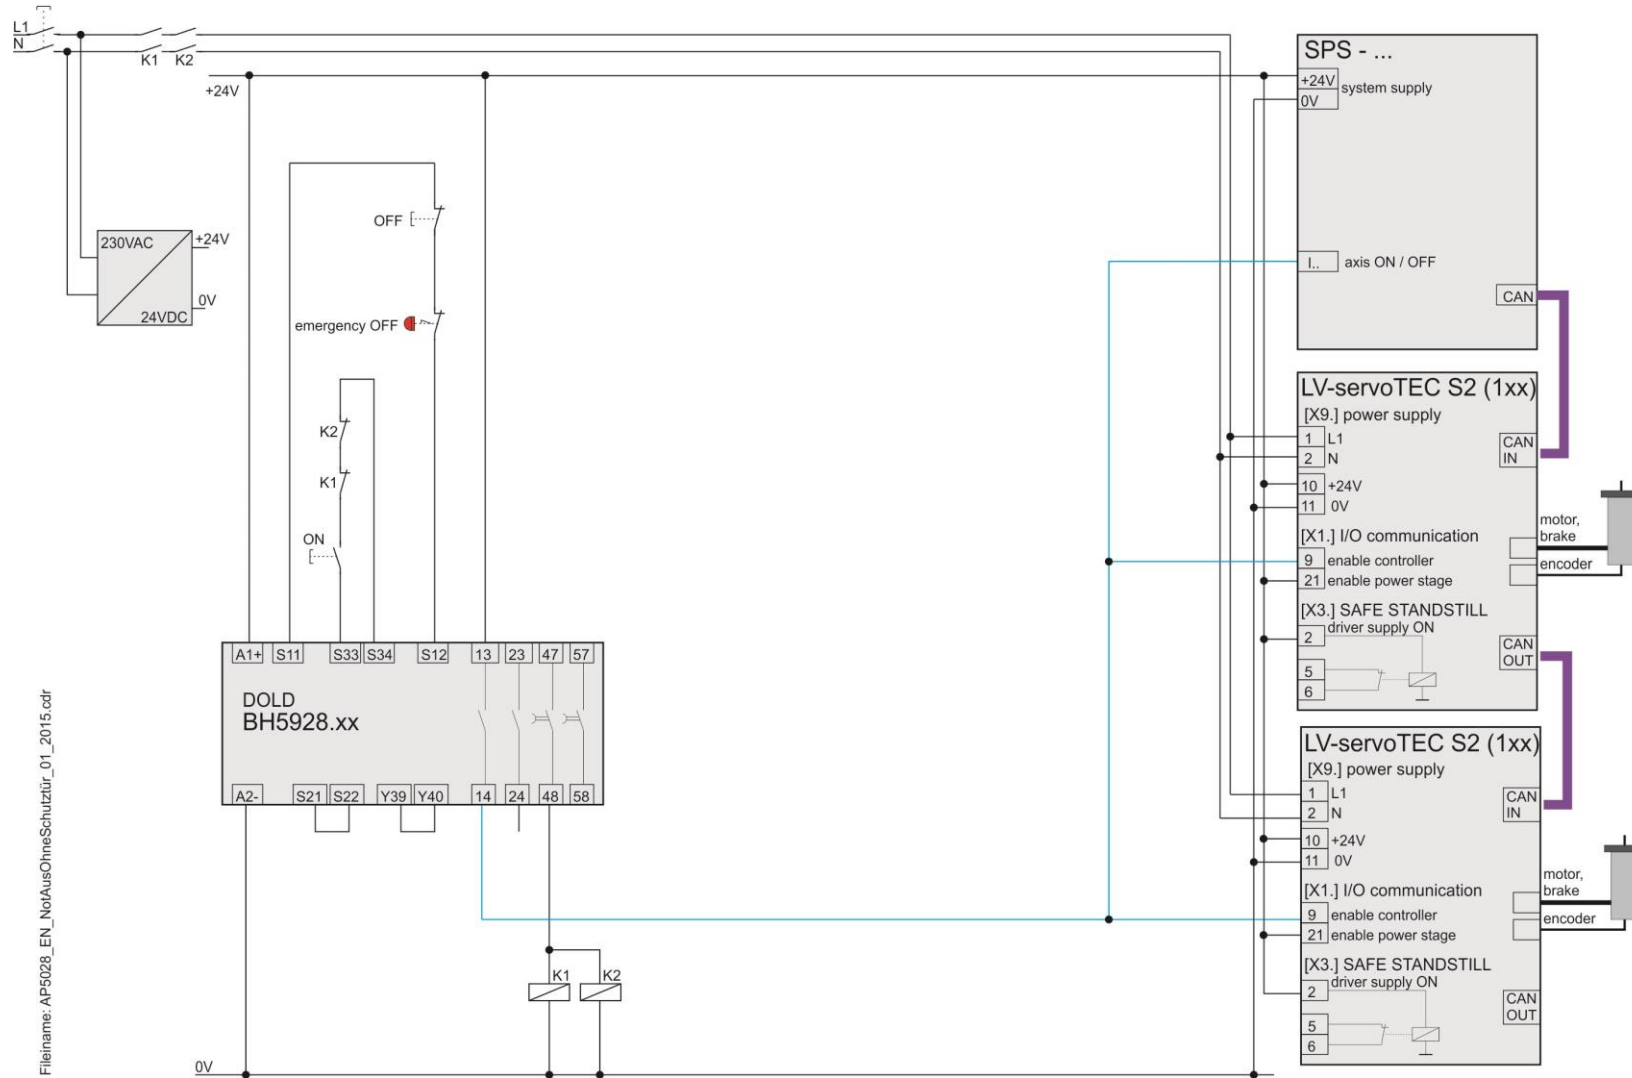 L1
N
K1 K2
+24V
230VAC
24VDC
+24V
0V
OFF
emergency OFF
K2
K1
ON
A1+ S11 S33 S34 S12 13 23 47 57
DOLD
BH5928.xx
A2- S21 S22 Y39 Y40 14 24 48 58
K1 K2
0V
Fileiname: AP5028_EN_NotAusOhneSchutztür_01_2015.cdr
SPS - ...
+24V
0V
system supply
I.. axis ON / OFF
CAN
LV-servoTEC S2 (1xx)
[X9.] power supply
1 L1
2 N
10 +24V
11 0V
[X1.] I/O communication
9 enable controller
21 enable power stage
[X3.] SAFE STANDSTILL
driver supply ON
2
5
6
CAN
IN
CAN
OUT
motor,
brake
encoder
LV-servoTEC S2 (1xx)
[X9.] power supply
1 L1
2 N
10 +24V
11 0V
[X1.] I/O communication
9 enable controller
21 enable power stage
[X3.] SAFE STANDSTILL
driver supply ON
2
5
6
CAN
IN
CAN
OUT
motor,
brake
encoder